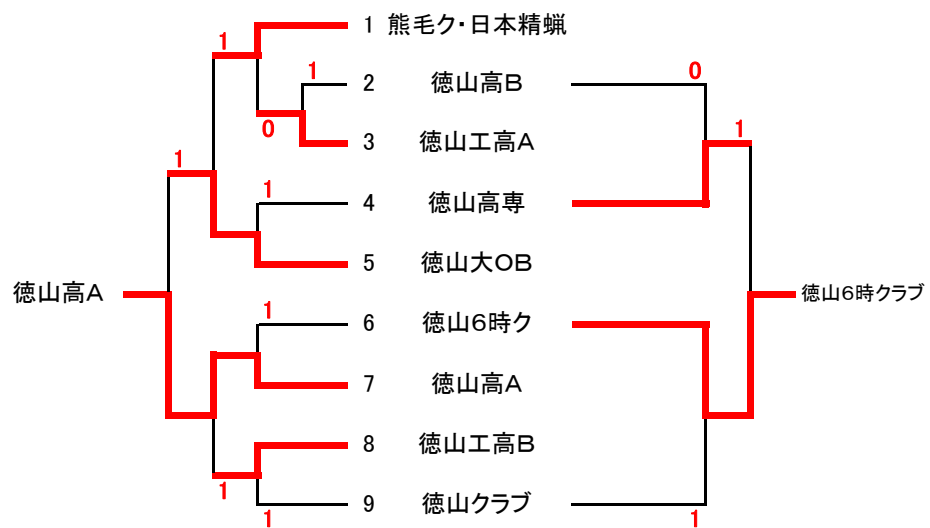 1 熊毛ク・日本精蝋
1
1
2 徳山高B
0
0
3 徳山工高A
1
1
1
4 徳山高専
5 徳山大OB
徳山高A
徳山6時クラブ
1
6 徳山6時ク
7 徳山高A
8 徳山工高B
1
9 徳山クラブ
1
1